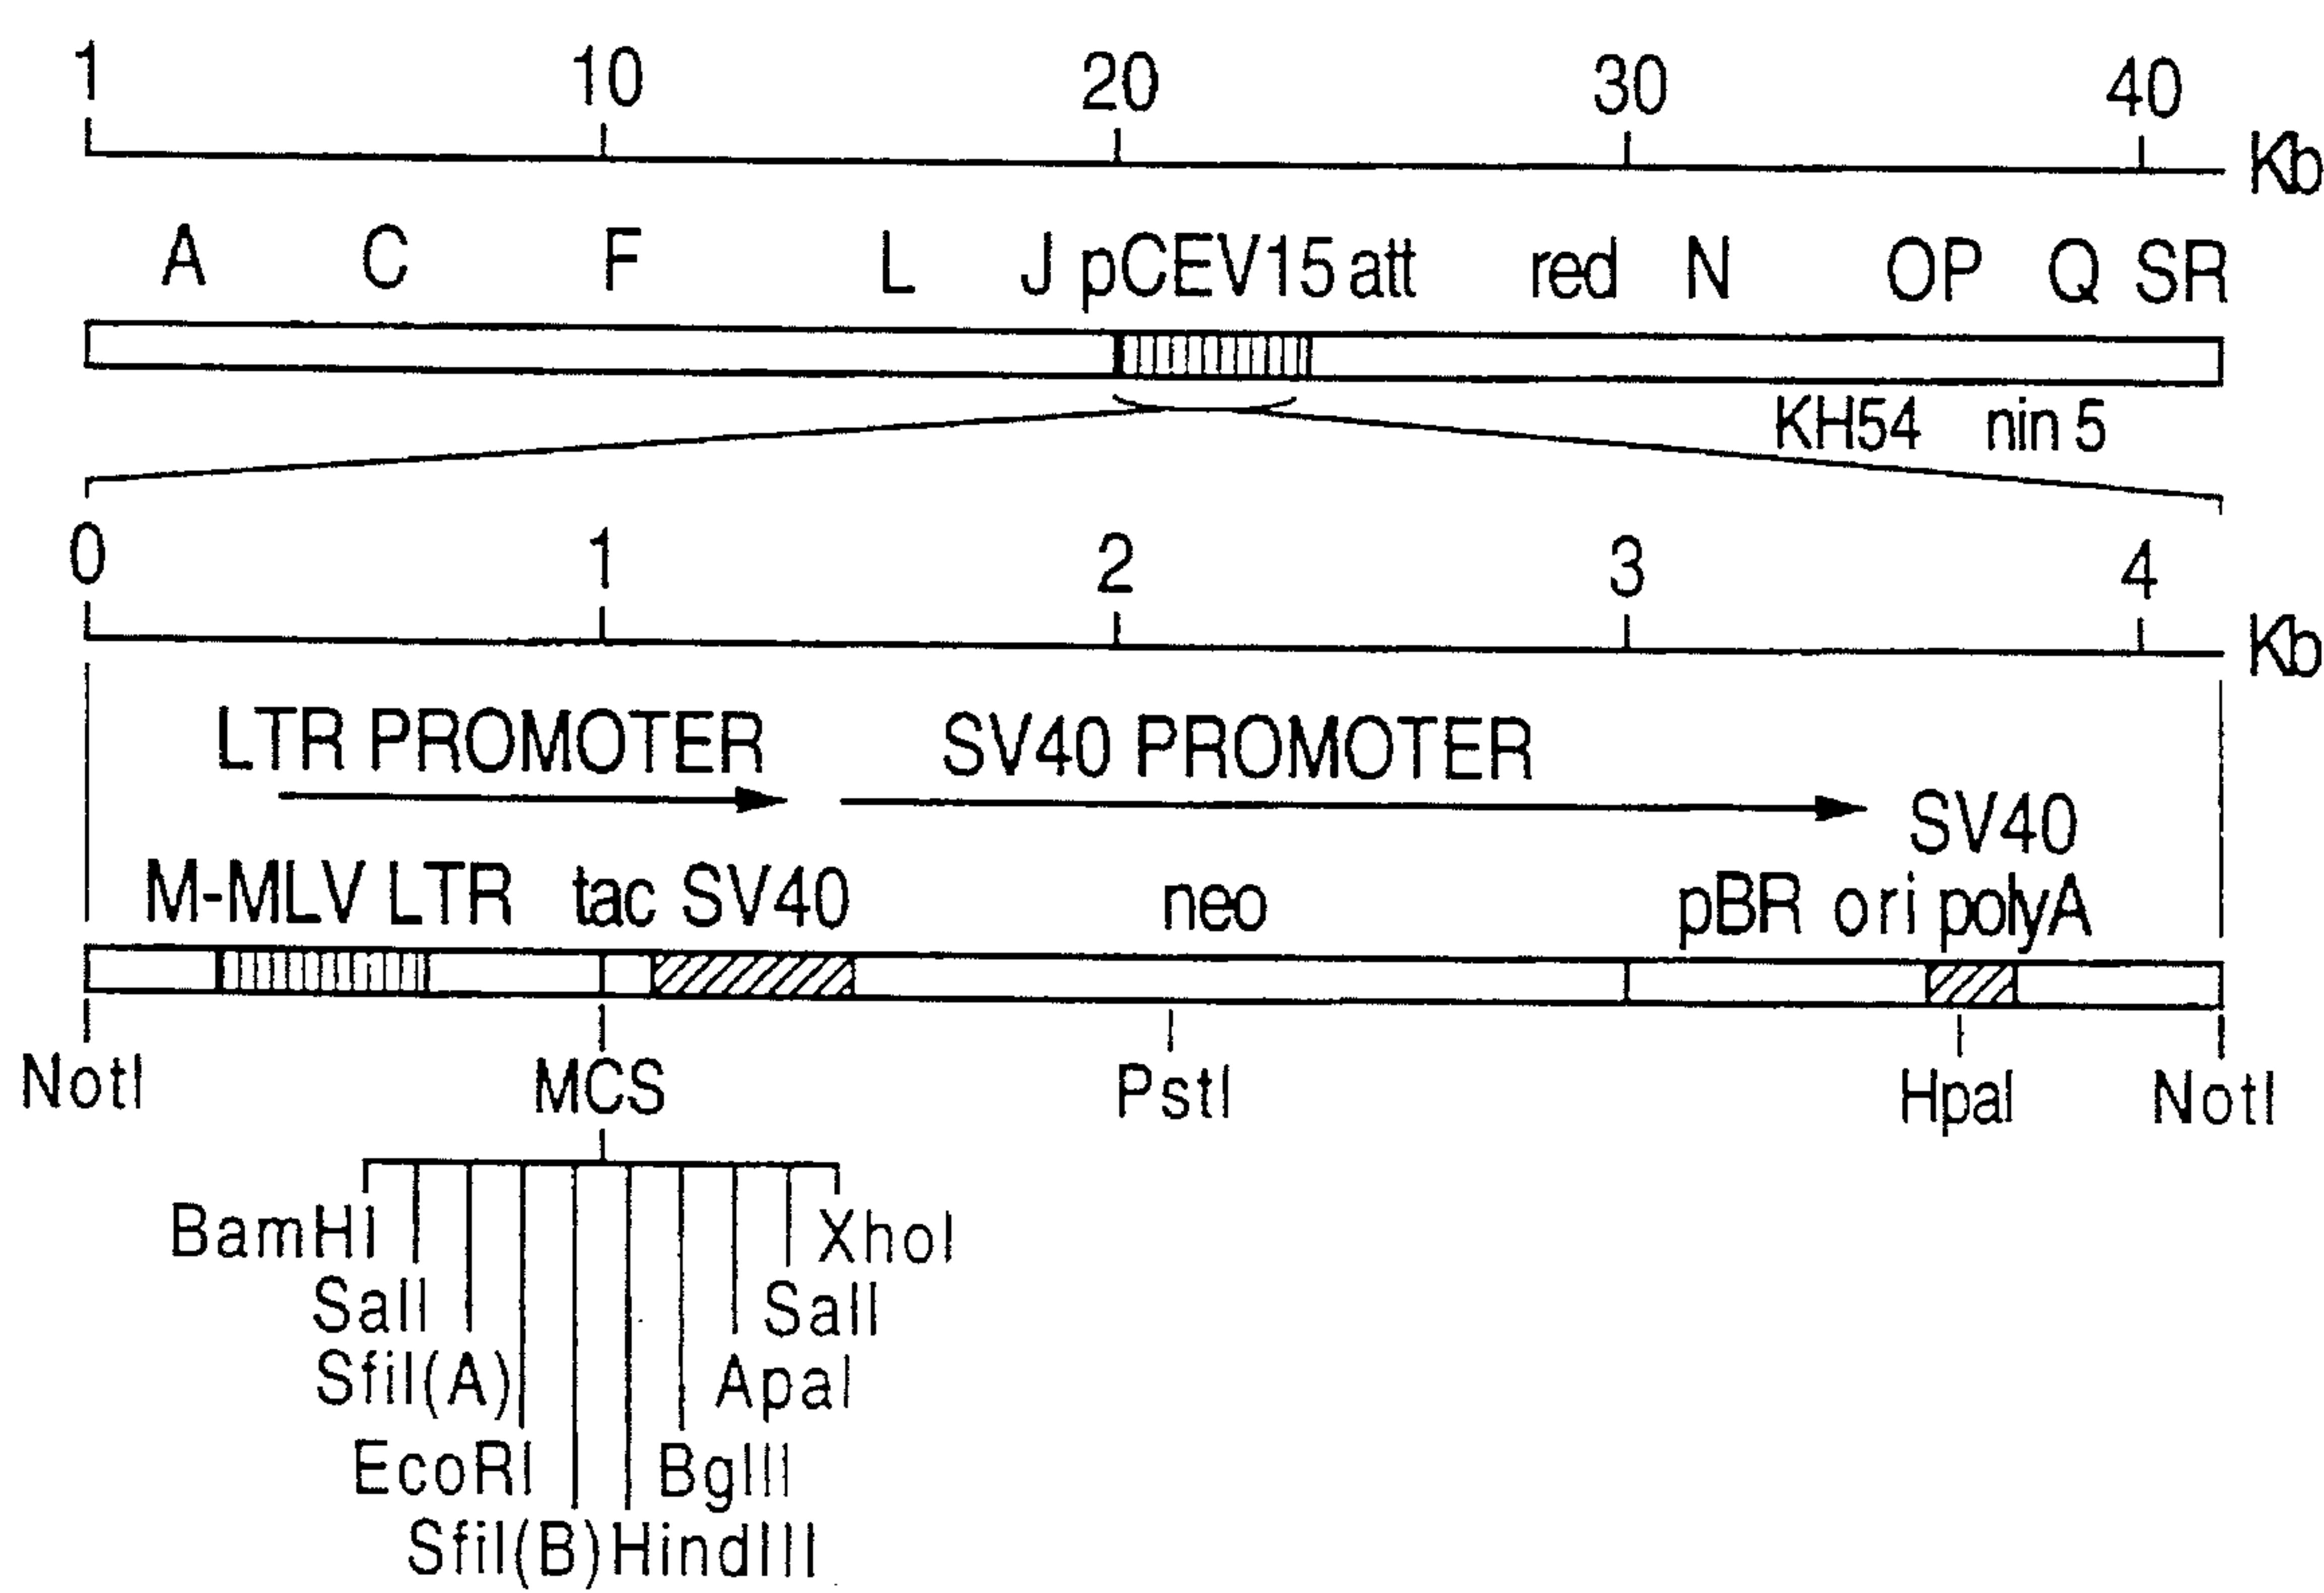 1 10 20 30 40 Kb
A C F L J pCEV15 att red N OP Q SR
KH54 nin 5
0 1 2 3 4 Kb
LTR PROMOTER SV40 PROMOTER
SV40
M-MLV LTR tac SV40 neo pBR ori polyA
NotI MCS PstI HpaI NotI
BamHI XhoI
SalI SalI
SfiI(A) ApaI
EcoRI BglII
SfiI(B) HindIII